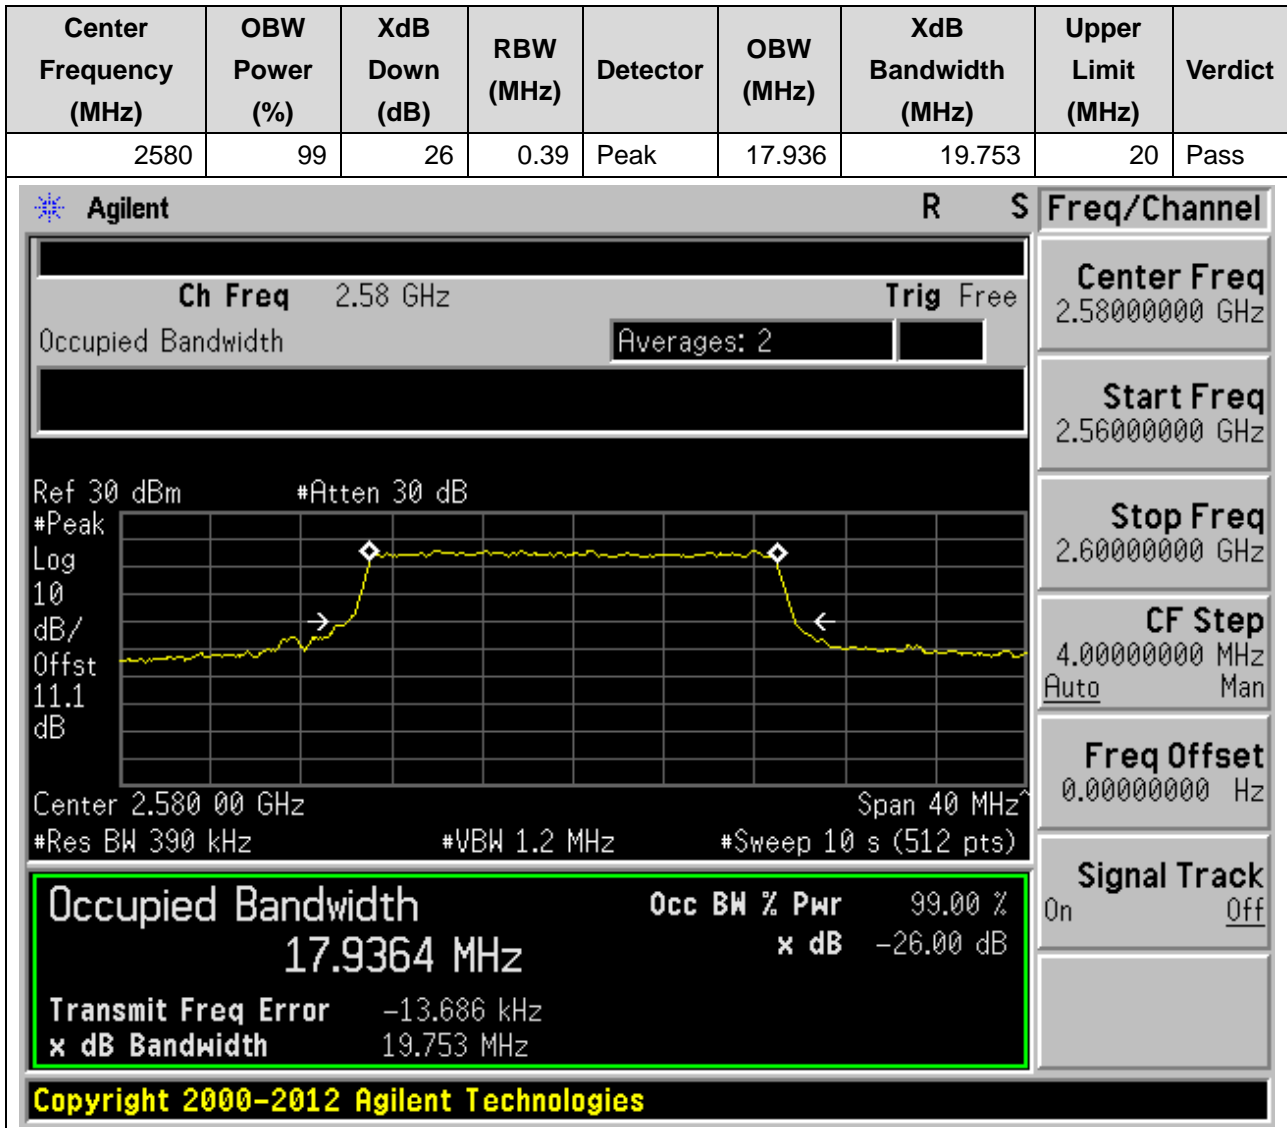 Center Frequency (MHz) OBW Power (%) XdB Down (dB) RBW (MHz) Detector OBW (MHz) XdB Bandwidth (MHz) Upper Limit (MHz) Verdict
2580 99 26 0.39 Peak 17.936 19.753 20 Pass
Agilent R S
Ch Freq 2.58 GHz Trig Free
Occupied Bandwidth Averages: 2
Ref 30 dBm #Atten 30 dB
#Peak
Log
10
dB/
Offst
11.1
dB
Center 2.580 00 GHz Span 40 MHz^
#Res BW 390 kHz #VBW 1.2 MHz #Sweep 10 s (512 pts)
Occupied Bandwidth Occ BW % Pwr 99.00 %
17.9364 MHz x dB -26.00 dB
Transmit Freq Error -13.686 kHz
x dB Bandwidth 19.753 MHz
Freq/Channel
Center Freq
2.58000000 GHz
Start Freq
2.56000000 GHz
Stop Freq
2.60000000 GHz
CF Step
4.00000000 MHz
Auto Man
Freq Offset
0.00000000 Hz
Signal Track
On Off
Copyright 2000-2012 Agilent Technologies